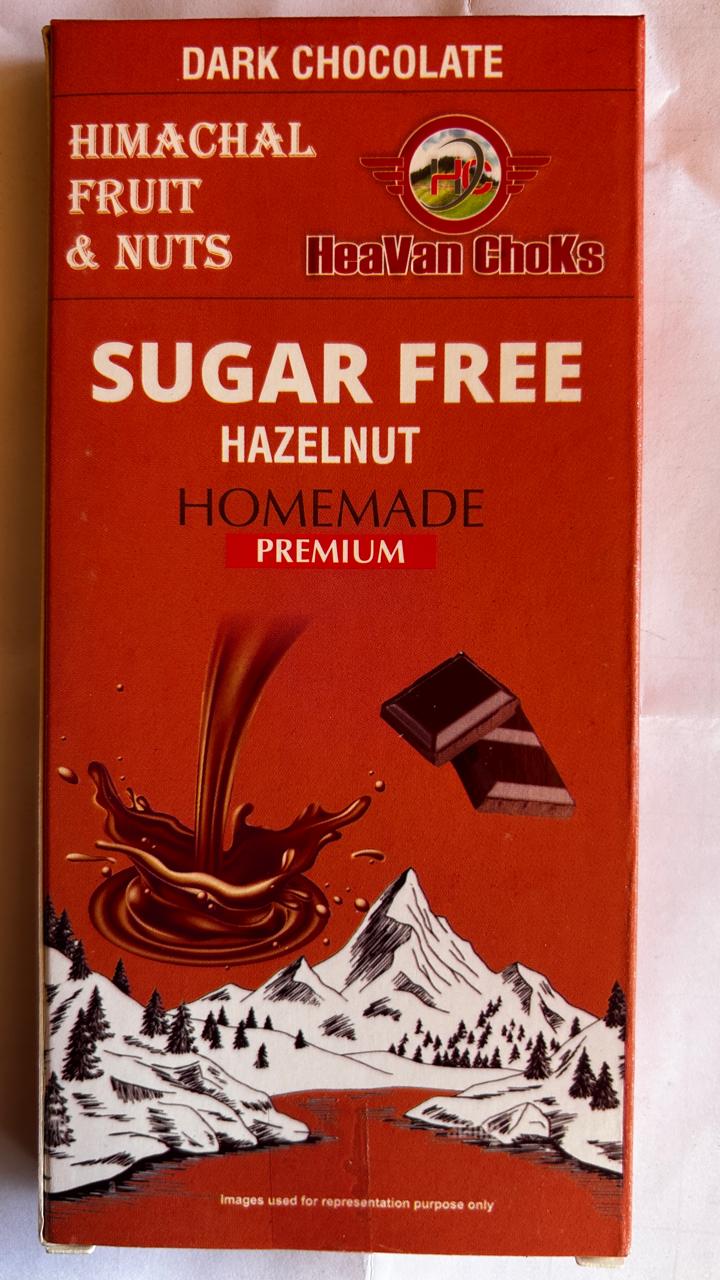 DARK CHOCOLATE
HIMACHAL
FRUIT
& NUTS
HC
HeaVan ChoKs
SUGAR FREE
HAZELNUT
HOMEMADE
PREMIUM
Images used for representation purpose only